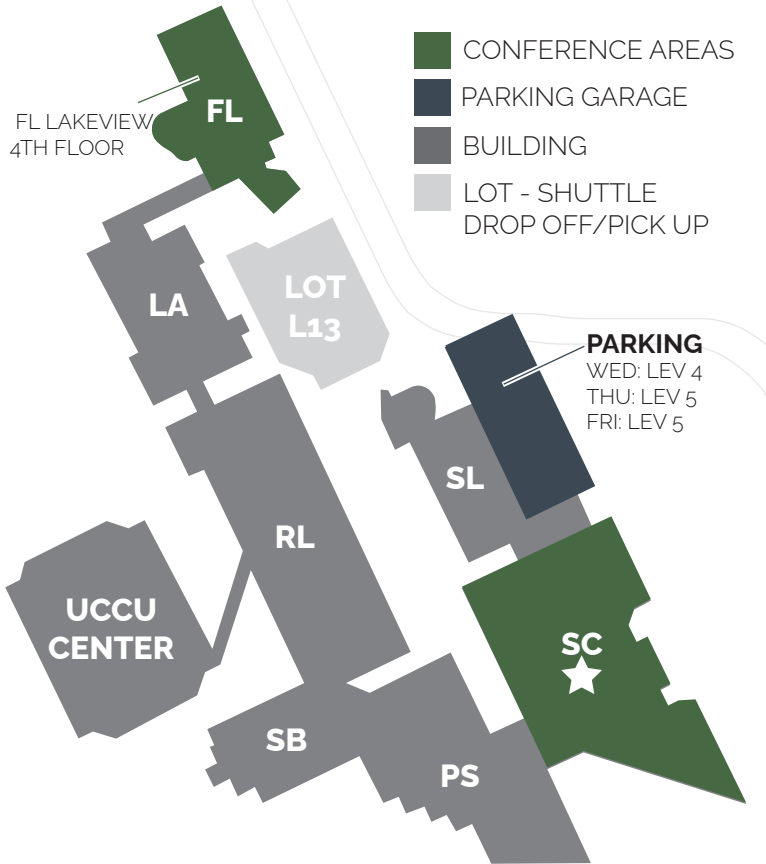 CONFERENCE AREAS
PARKING GARAGE
BUILDING
LOT - SHUTTLE
DROP OFF/PICK UP
FL
FL LAKEVIEW
4TH FLOOR
LA
LOT
L13
PARKING
WED: LEV 4
THU: LEV 5
FRI: LEV 5
SL
RL
UCCU
CENTER
SC
SB
PS